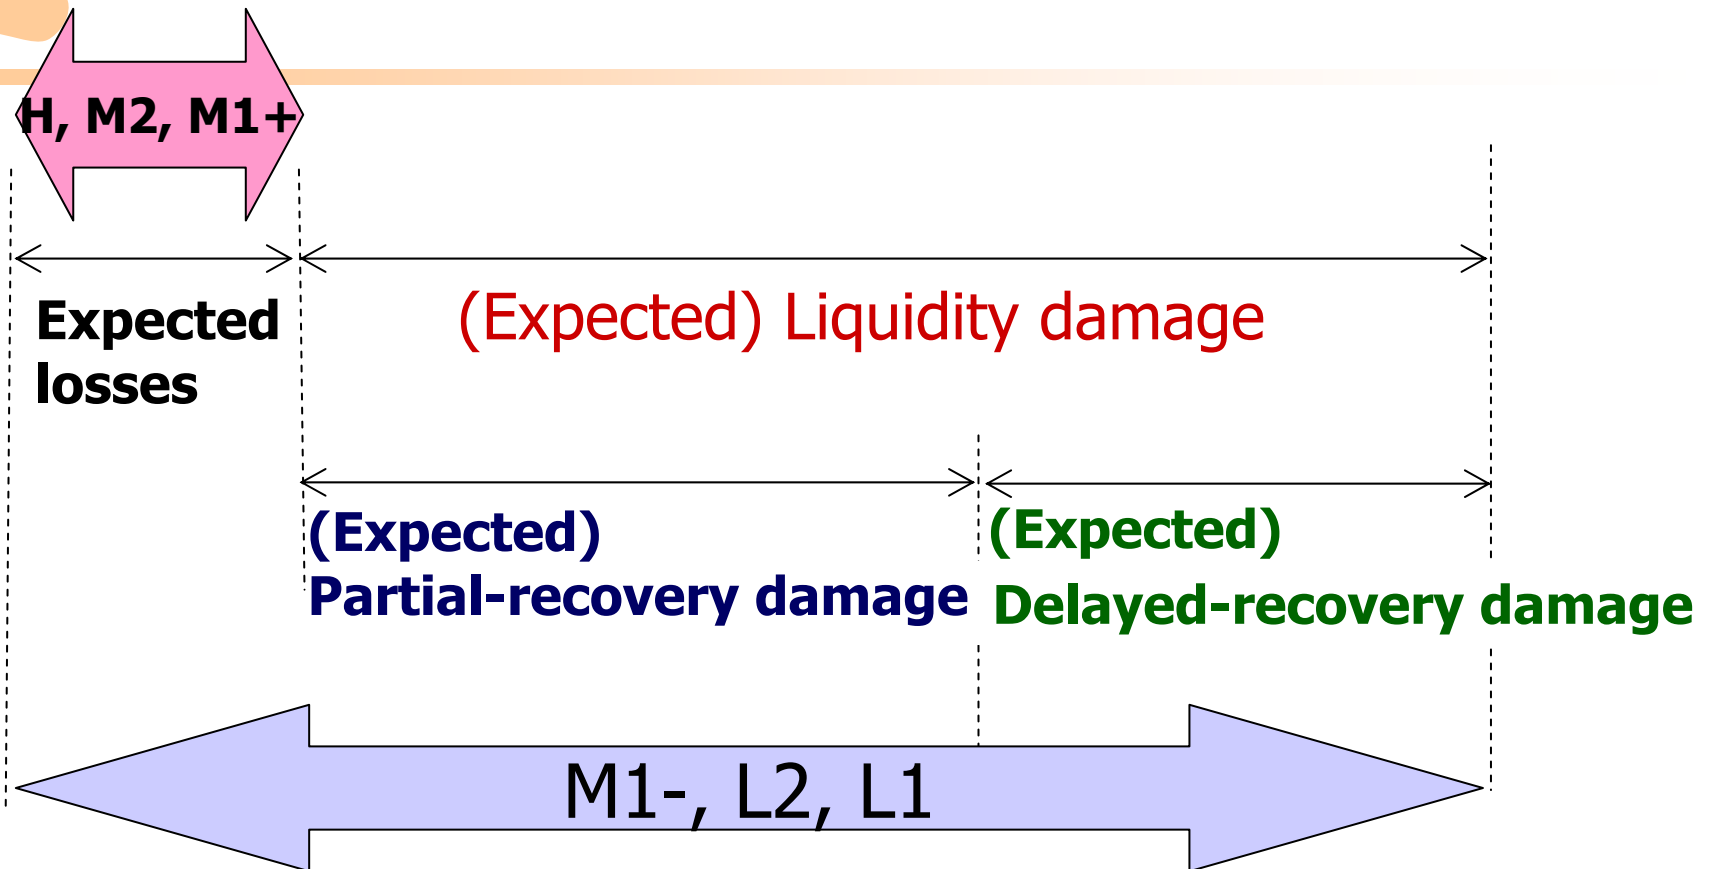 H, M2, M1+
Expected
losses
(Expected) Liquidity damage
(Expected)
Partial-recovery damage
(Expected)
Delayed-recovery damage
M1-, L2, L1